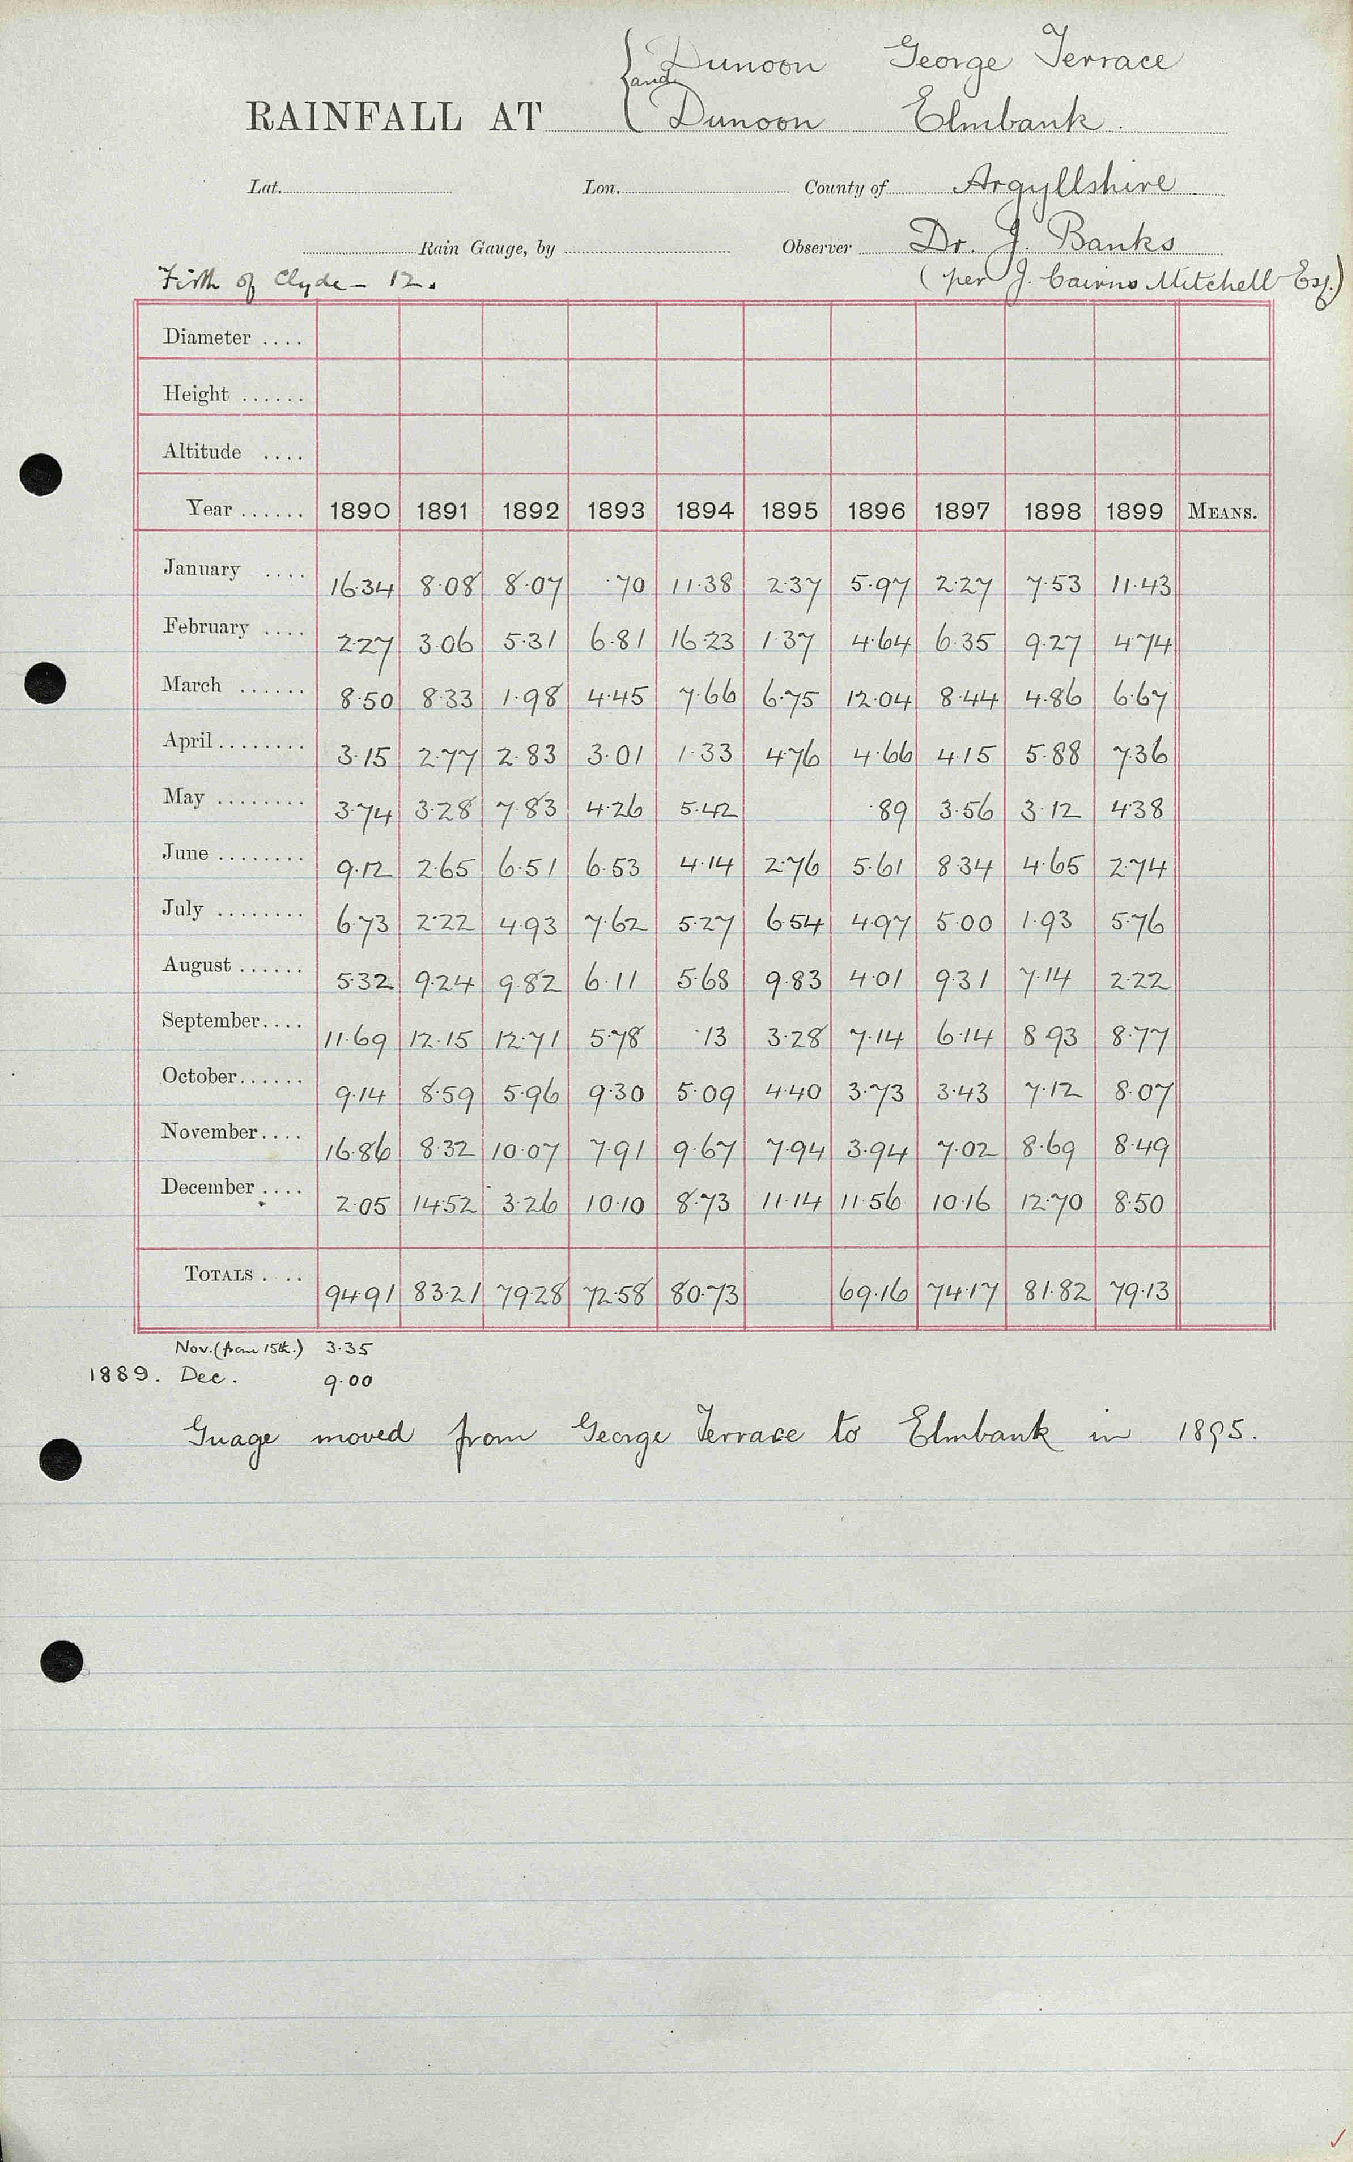 { Dunoon George Terrace
and
RAINFALL AT { Dunoon Elmbank.
Lat. Lon. County of Argyllshire
Rain Gauge, by Observer Dr. J. Banks
Firth of Clyde - 12. (per J. Cairns Mitchell Esq.)
Diameter ....
Height ......
Altitude ....
Year ...... 1890 1891 1892 1893 1894 1895 1896 1897 1898 1899 MEANS.
January .... 16.34 8.08 8.07 .70 11.38 2.37 5.97 2.27 7.53 11.43
February .... 2.27 3.06 5.31 6.81 16.23 1.37 4.64 6.35 9.27 4.74
March ...... 8.50 8.33 1.98 4.45 7.66 6.75 12.04 8.44 4.86 6.67
April ........ 3.15 2.77 2.83 3.01 1.33 4.76 4.66 4.15 5.88 7.36
May ........ 3.74 3.28 7.83 4.26 5.42 .89 3.56 3.12 4.38
June ........ 9.12 2.65 6.51 6.53 4.14 2.76 5.61 8.34 4.65 2.74
July ........ 6.73 2.22 4.93 7.62 5.27 6.54 4.97 5.00 1.93 5.76
August ...... 5.32 9.24 9.82 6.11 5.68 9.83 4.01 9.31 7.14 2.22
September .... 11.69 12.15 12.71 5.78 .13 3.28 7.14 6.14 8.93 8.77
October ...... 9.14 8.59 5.96 9.30 5.09 4.40 3.73 3.43 7.12 8.07
November .... 16.86 8.32 10.07 7.91 9.67 7.94 3.94 7.02 8.69 8.49
December .... 2.05 14.52 3.26 10.10 8.73 11.14 11.56 10.16 12.70 8.50
TOTALS .... 94.91 83.21 79.28 72.58 80.73 69.16 74.17 81.82 79.13
Nov. (from 15th.) 3.35
1889. Dec. 9.00
Guage moved from George Terrace to Elmbank in 1895.